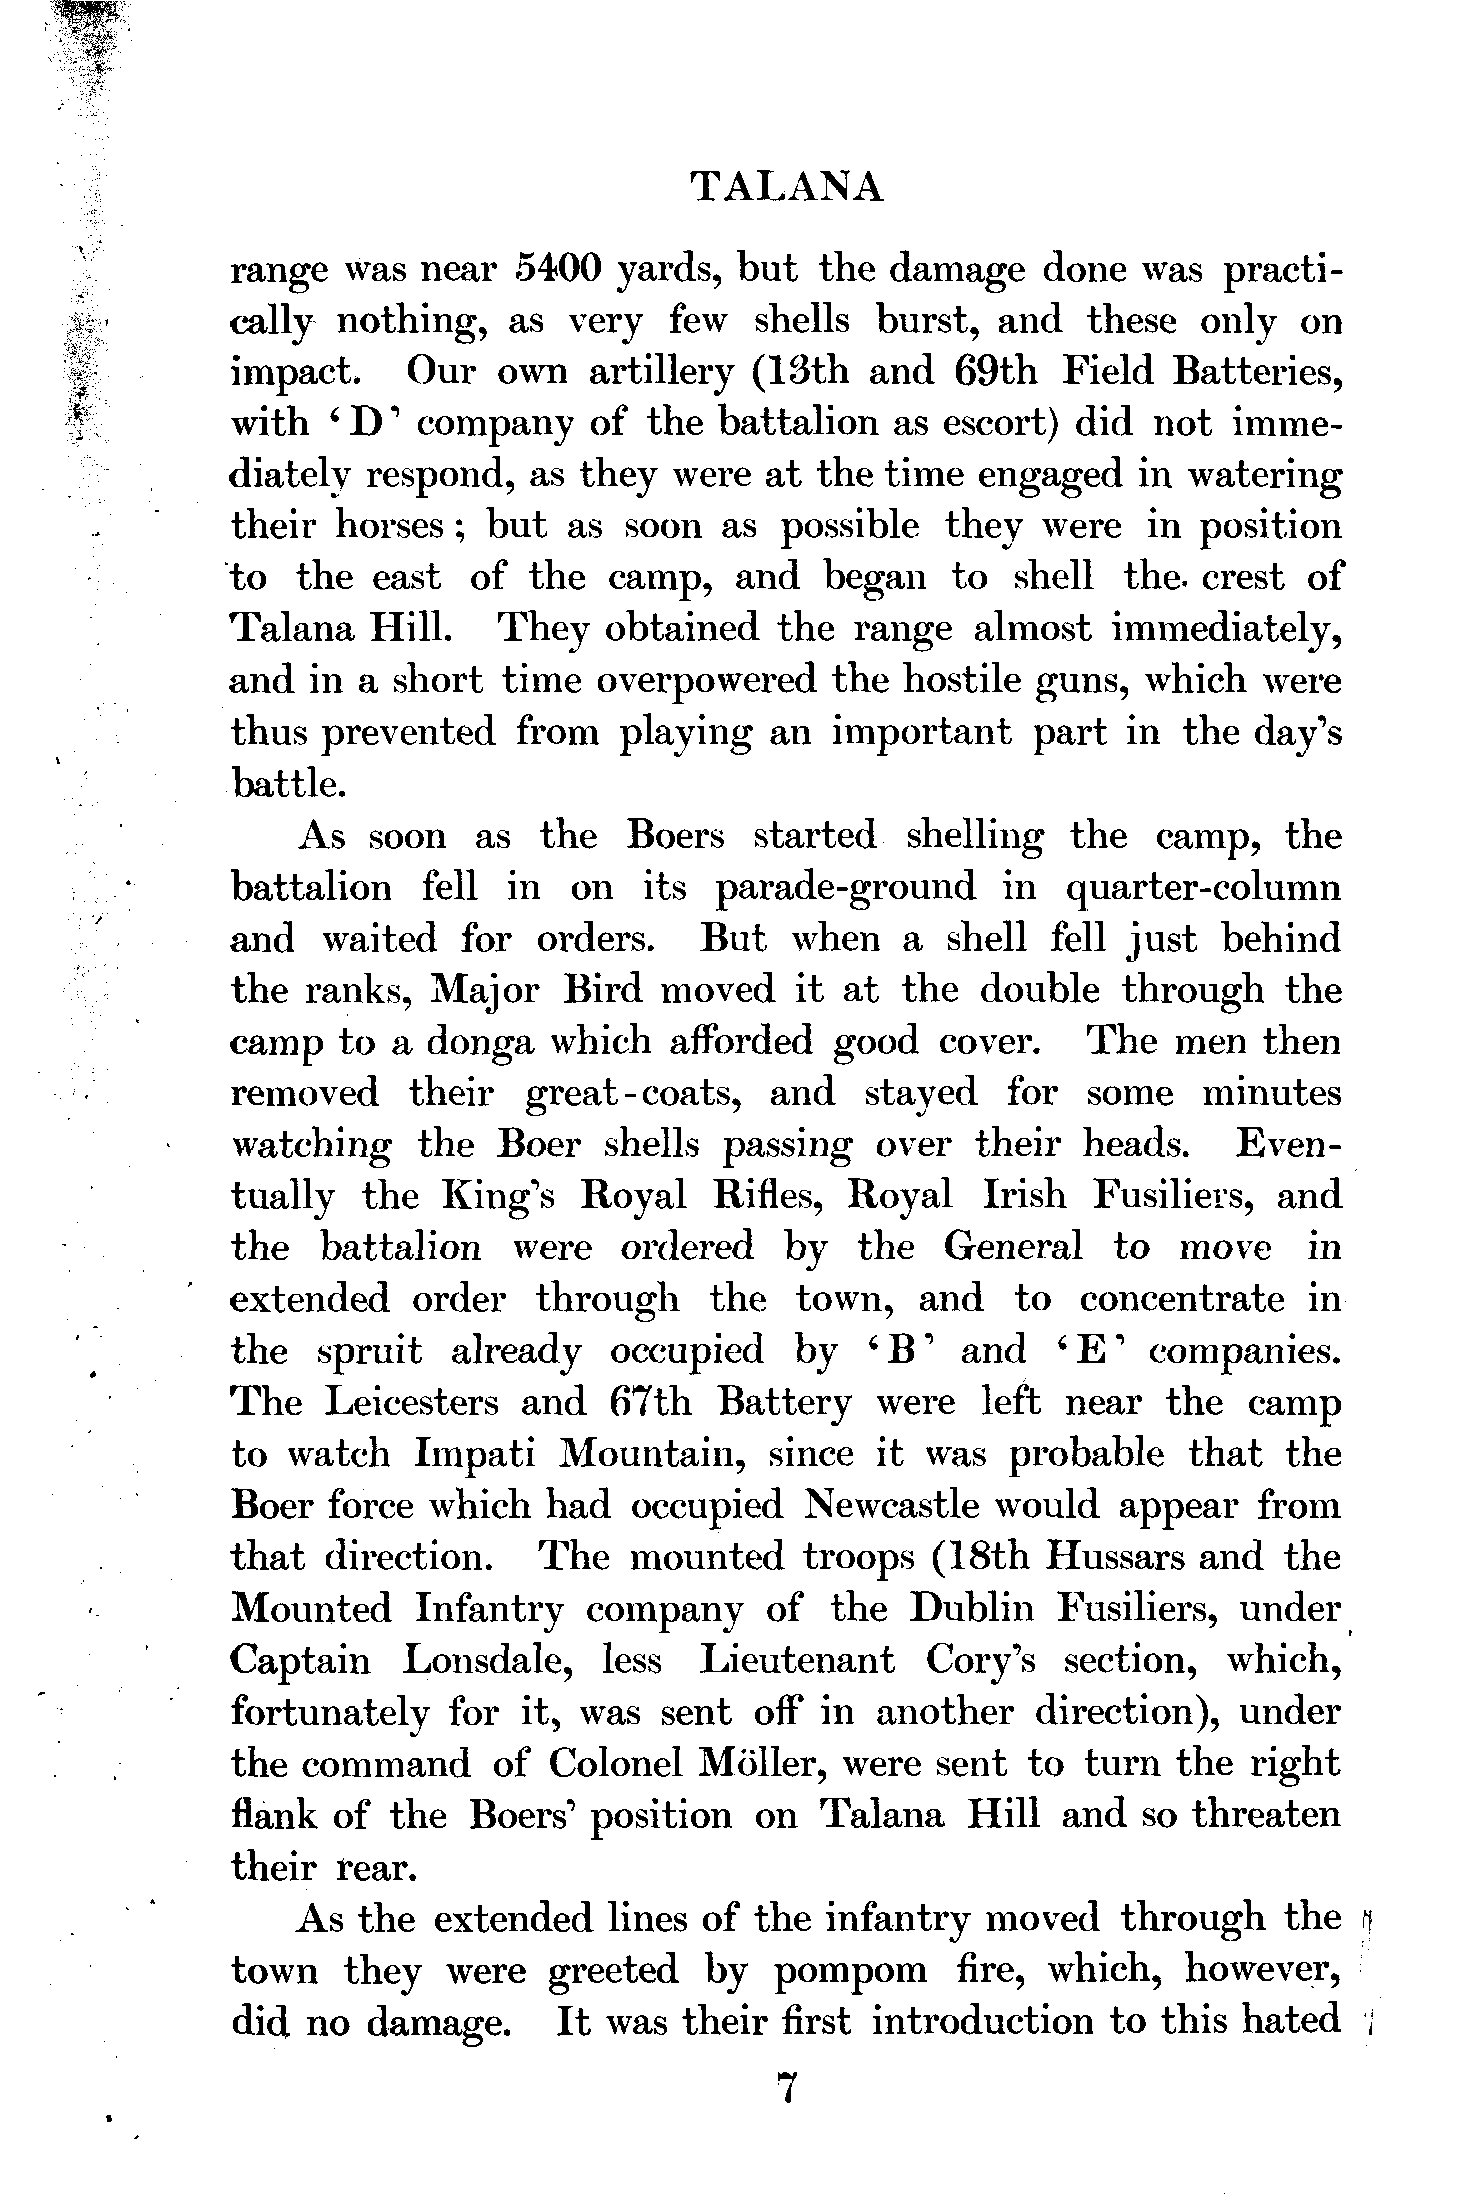 TALANA
range was near 5400 yards, but the damage done was practi-
cally nothing, as very few shells burst, and these only on
impact. Our own artillery (13th and 69th Field Batteries,
with ‘D’ company of the battalion as escort) did not imme-
diately respond, as they were at the time engaged in watering
their horses; but as soon as possible they were in position
to the east of the camp, and began to shell the crest of
Talana Hill. They obtained the range almost immediately,
and in a short time overpowered the hostile guns, which were
thus prevented from playing an important part in the day's
battle.
As soon as the Boers started shelling the camp, the
battalion fell in on its parade-ground in quarter-column
and waited for orders. But when a shell fell just behind
the ranks, Major Bird moved it at the double through the
camp to a donga which afforded good cover. The men then
removed their great-coats, and stayed for some minutes
watching the Boer shells passing over their heads. Even-
tually the King's Royal Rifles, Royal Irish Fusiliers, and
the battalion were ordered by the General to move in
extended order through the town, and to concentrate in
the spruit already occupied by ‘B’ and ‘E’ companies.
The Leicesters and 67th Battery were left near the camp
to watch Impati Mountain, since it was probable that the
Boer force which had occupied Newcastle would appear from
that direction. The mounted troops (18th Hussars and the
Mounted Infantry company of the Dublin Fusiliers, under
Captain Lonsdale, less Lieutenant Cory's section, which,
fortunately for it, was sent off in another direction), under
the command of Colonel Möller, were sent to turn the right
flank of the Boers' position on Talana Hill and so threaten
their rear.
As the extended lines of the infantry moved through the
town they were greeted by pompom fire, which, however,
did no damage. It was their first introduction to this hated
7